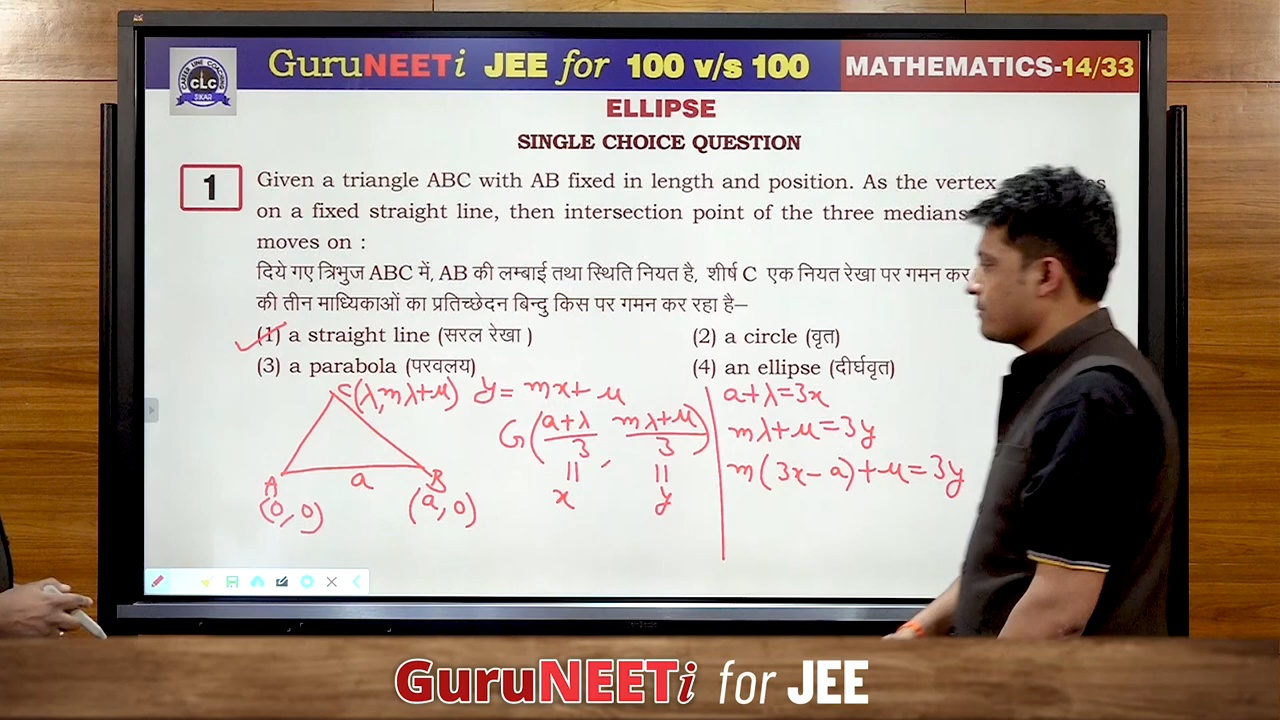 GuruNEETi JEE for 100 v/s 100
MATHEMATICS-14/33
CLC
SIKAR
ELLIPSE
SINGLE CHOICE QUESTION
1
Given a triangle ABC with AB fixed in length and position. As the vertex
on a fixed straight line, then intersection point of the three medians
moves on :
दिये गए त्रिभुज ABC में, AB की लम्बाई तथा स्थिति नियत है, शीर्ष C एक नियत रेखा पर गमन कर
की तीन माध्यिकाओं का प्रतिच्छेदन बिन्दु किस पर गमन कर रहा है–
(1) a straight line (सरल रेखा )
(2) a circle (वृत)
(3) a parabola (परवलय)
(4) an ellipse (दीर्घवृत)
C(λ, mλ+μ) y = mx+μ
A
(0,0)
a
B
(a,0)
G(a+λ/3, mλ+μ/3)
= =
x y
a+λ=3x
mλ+μ=3y
m(3x-a)+μ=3y
GuruNEETi for JEE